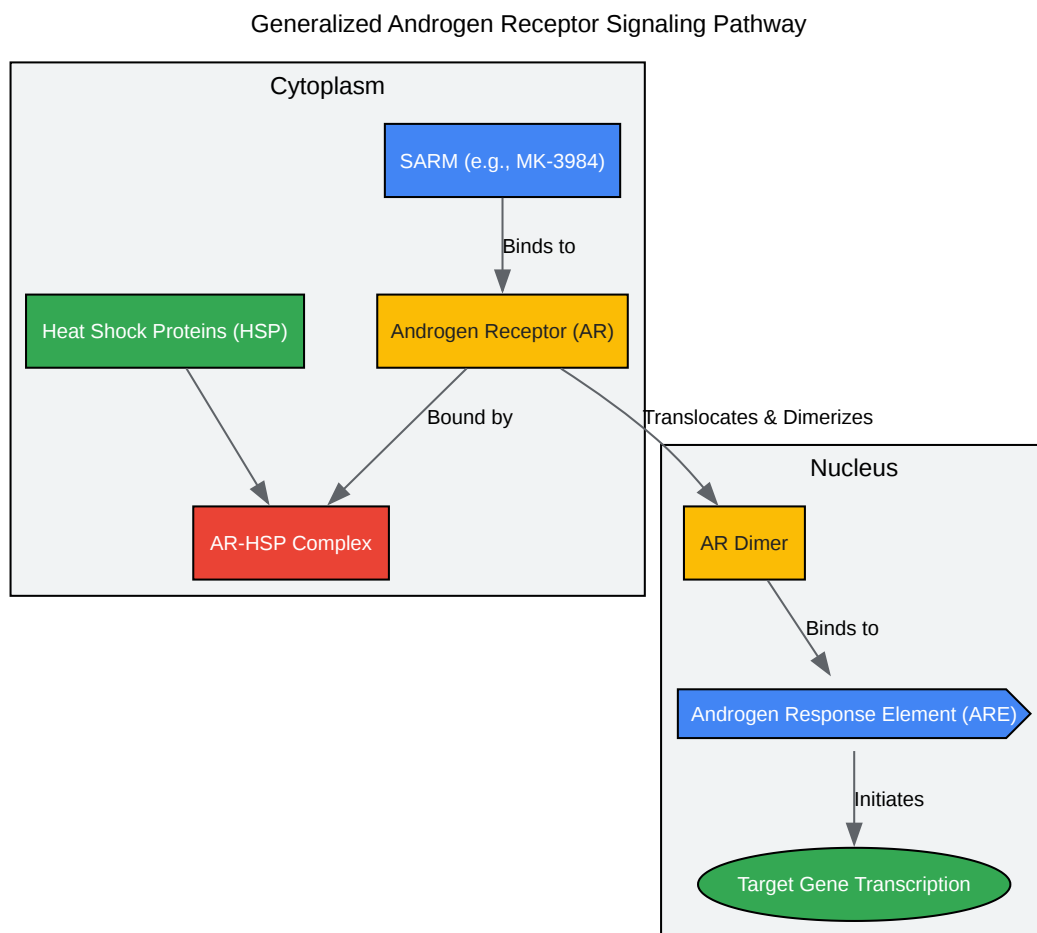 Generalized Androgen Receptor Signaling Pathway
Cytoplasm
SARM (e.g., MK-3984)
Binds to
Heat Shock Proteins (HSP)
Androgen Receptor (AR)
Bound by
Translocates & Dimerizes
Nucleus
AR-HSP Complex
AR Dimer
Binds to
Androgen Response Element (ARE)
Initiates
Target Gene Transcription